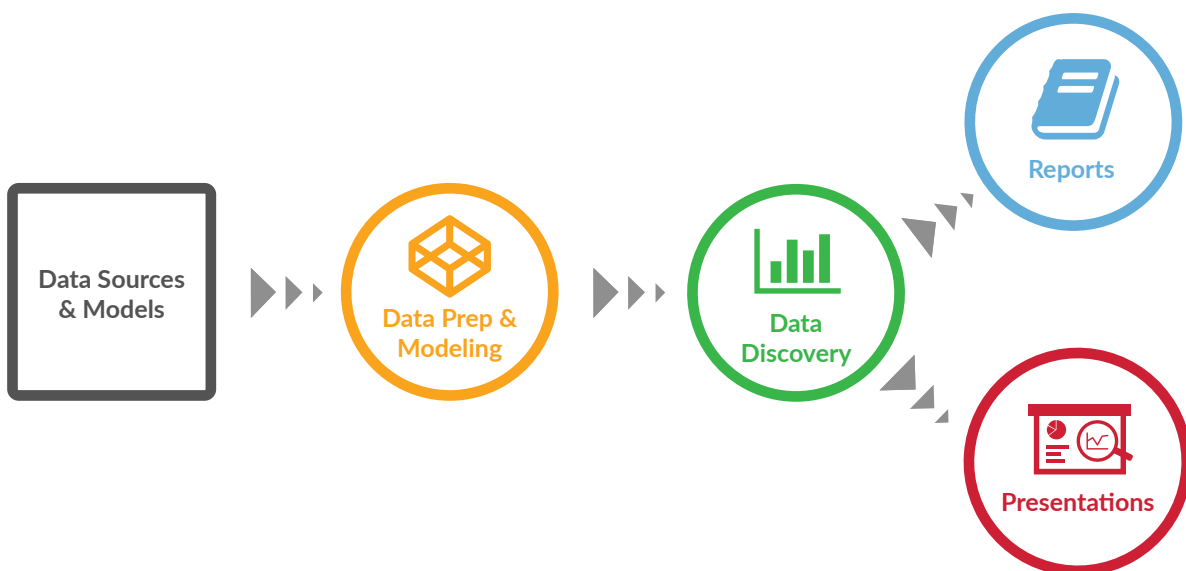 Data Sources
& Models
Data Prep &
Modeling
Data
Discovery
Reports
Presentations